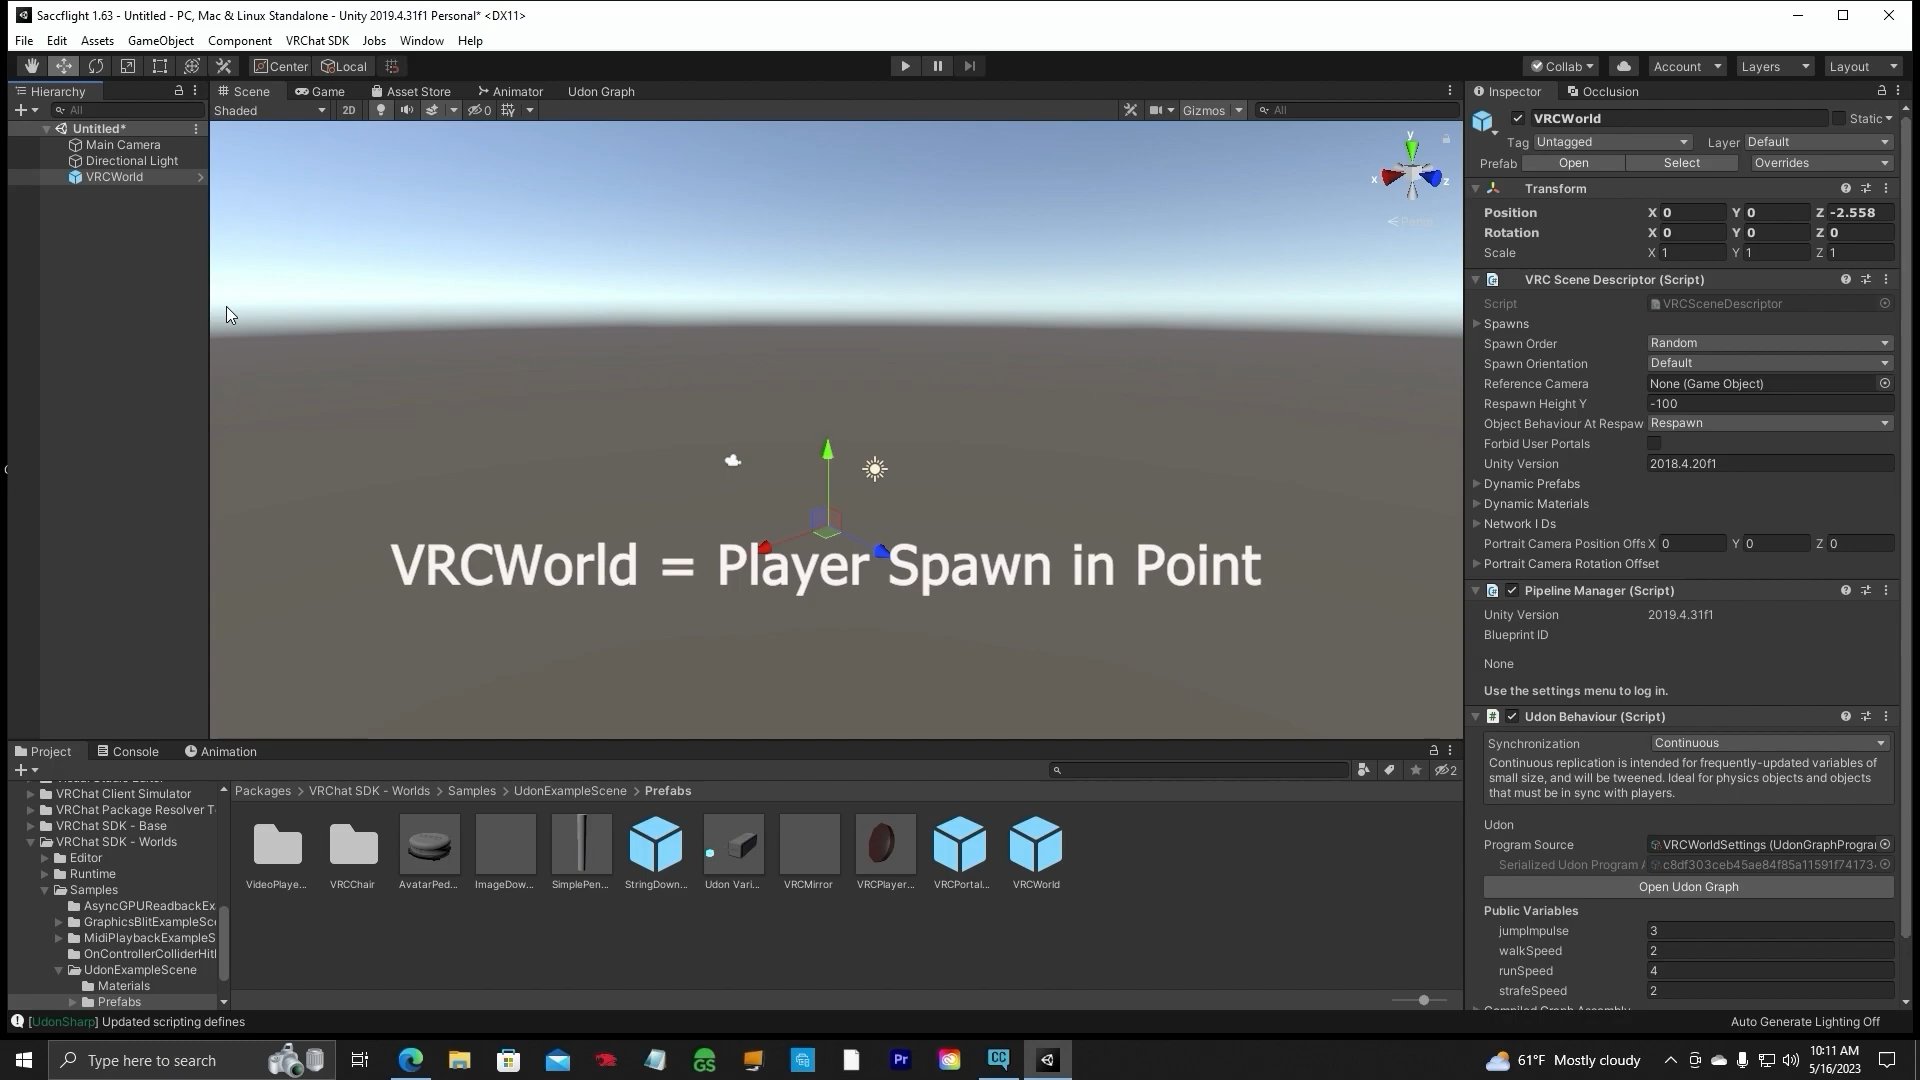 Saccflight 1.63 - Untitled - PC, Mac & Linux Standalone - Unity 2019.4.31f1 Personal* <DX11>
File Edit Assets GameObject Component VRChat SDK Jobs Window Help
Center Local Collab Account Layers Layout
Hierarchy
All
Untitled*
Main Camera
Directional Light
VRCWorld
Scene Game Asset Store Animator Udon Graph
Shaded 2D 0 Gizmos All
y
x z
VRCWorld = Player Spawn in Point
Inspector Occlusion
VRCWorld Static
Tag Untagged Layer Default
Prefab Open Select Overrides
Transform
Position X 0 Y 0 Z -2.558
Rotation X 0 Y 0 Z 0
Scale X 1 Y 1 Z 1
VRC Scene Descriptor (Script)
Script VRCSceneDescriptor
Spawns
Spawn Order Random
Spawn Orientation Default
Reference Camera None (Game Object)
Respawn Height Y -100
Object Behaviour At Respaw Respawn
Forbid User Portals
Unity Version 2018.4.20f1
Dynamic Prefabs
Dynamic Materials
Network I Ds
Portrait Camera Position Offs X 0 Y 0 Z 0
Portrait Camera Rotation Offset
Pipeline Manager (Script)
Unity Version 2019.4.31f1
Blueprint ID
None
Use the settings menu to log in.
Udon Behaviour (Script)
Synchronization Continuous
Continuous replication is intended for frequently-updated variables of
small size, and will be tweened. Ideal for physics objects and objects
that must be in sync with players.
Udon
Program Source VRCWorldSettings (UdonGraphProgra
Serialized Udon Program A c8df303ceb45ae84f85a11591f74173
Open Udon Graph
Public Variables
jumpImpulse 3
walkSpeed 2
runSpeed 4
strafeSpeed 2
Project Console Animation
2
VRChat Client Simulator
VRChat Package Resolver T
VRChat SDK - Base
VRChat SDK - Worlds
Editor
Runtime
Samples
AsyncGPUReadbackEx
GraphicsBlitExampleSc
MidiPlaybackExampleS
OnControllerColliderHitl
UdonExampleScene
Materials
Prefabs
Packages > VRChat SDK - Worlds > Samples > UdonExampleScene > Prefabs
VideoPlaye... VRCChair AvatarPed... ImageDow... SimplePen... StringDown... Udon Vari... VRCMirror VRCPlayer... VRCPortal... VRCWorld
[UdonSharp] Updated scripting defines
Auto Generate Lighting Off
Type here to search
GS Pr CC
61°F Mostly cloudy
10:11 AM
5/16/2023